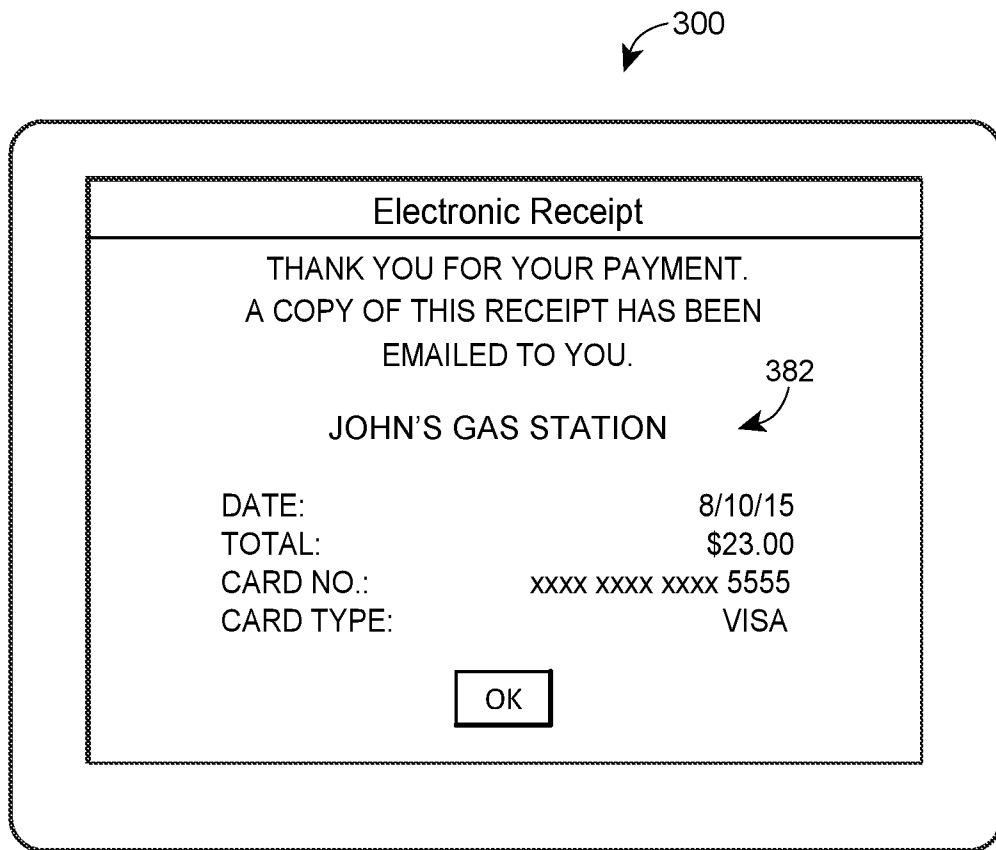 300
Electronic Receipt
THANK YOU FOR YOUR PAYMENT.
A COPY OF THIS RECEIPT HAS BEEN
EMAILED TO YOU.
382
JOHN'S GAS STATION
DATE: 8/10/15
TOTAL: $23.00
CARD NO.: xxxx xxxx xxxx 5555
CARD TYPE: VISA
OK